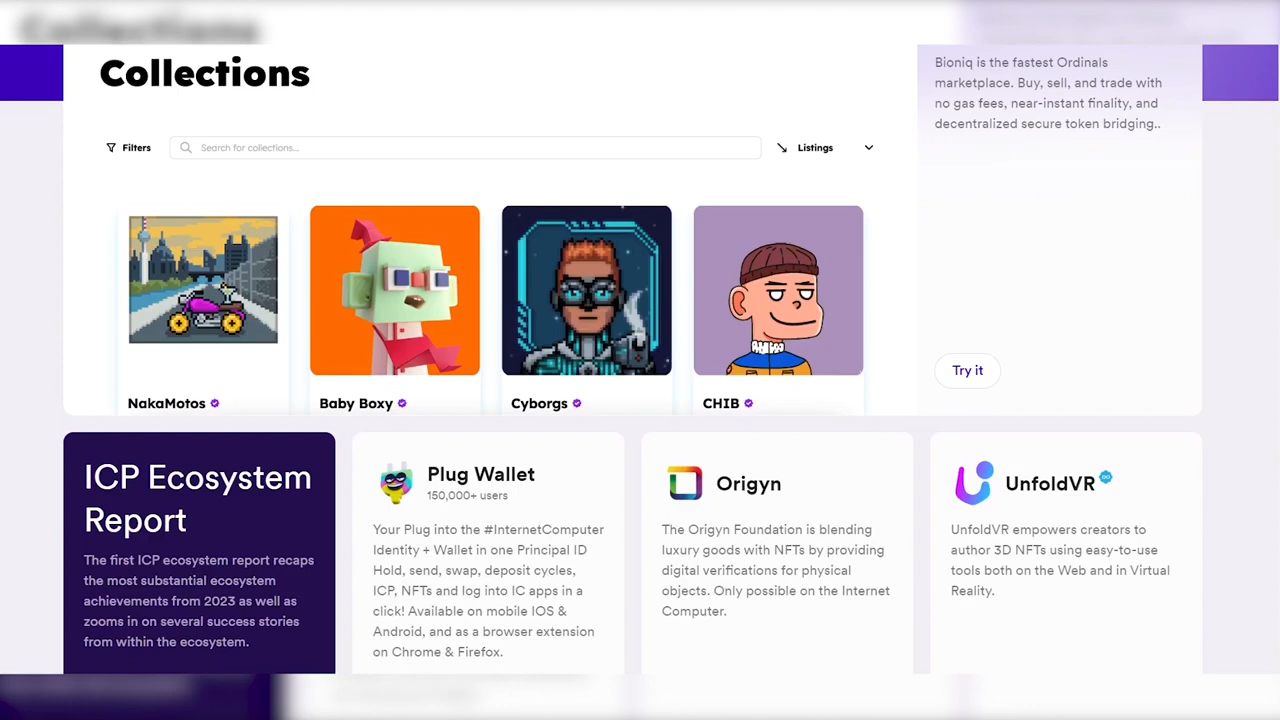 Collections
Collections
Filters
Search for collections...
Listings
NakaMotos
Baby Boxy
Cyborgs
CHIB
Bioniq is the fastest Ordinals
marketplace. Buy, sell, and trade with
no gas fees, near-instant finality, and
decentralized secure token bridging..
Try it
ICP Ecosystem
Report
The first ICP ecosystem report recaps
the most substantial ecosystem
achievements from 2023 as well as
zooms in on several success stories
from within the ecosystem.
Plug Wallet
150,000+ users
Your Plug into the #InternetComputer
Identity + Wallet in one Principal ID
Hold, send, swap, deposit cycles,
ICP, NFTs and log into IC apps in a
click! Available on mobile IOS &
Android, and as a browser extension
on Chrome & Firefox.
Origyn
The Origyn Foundation is blending
luxury goods with NFTs by providing
digital verifications for physical
objects. Only possible on the Internet
Computer.
UnfoldVR
UnfoldVR empowers creators to
author 3D NFTs using easy-to-use
tools both on the Web and in Virtual
Reality.